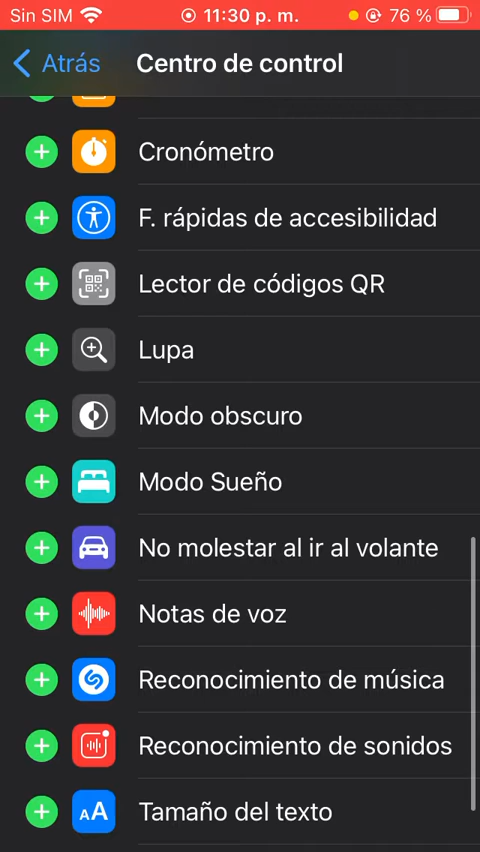 Sin SIM 11:30 p. m. 76 %
Atrás Centro de control
Cronómetro
F. rápidas de accesibilidad
Lector de códigos QR
Lupa
Modo obscuro
Modo Sueño
No molestar al ir al volante
Notas de voz
Reconocimiento de música
Reconocimiento de sonidos
AA Tamaño del texto